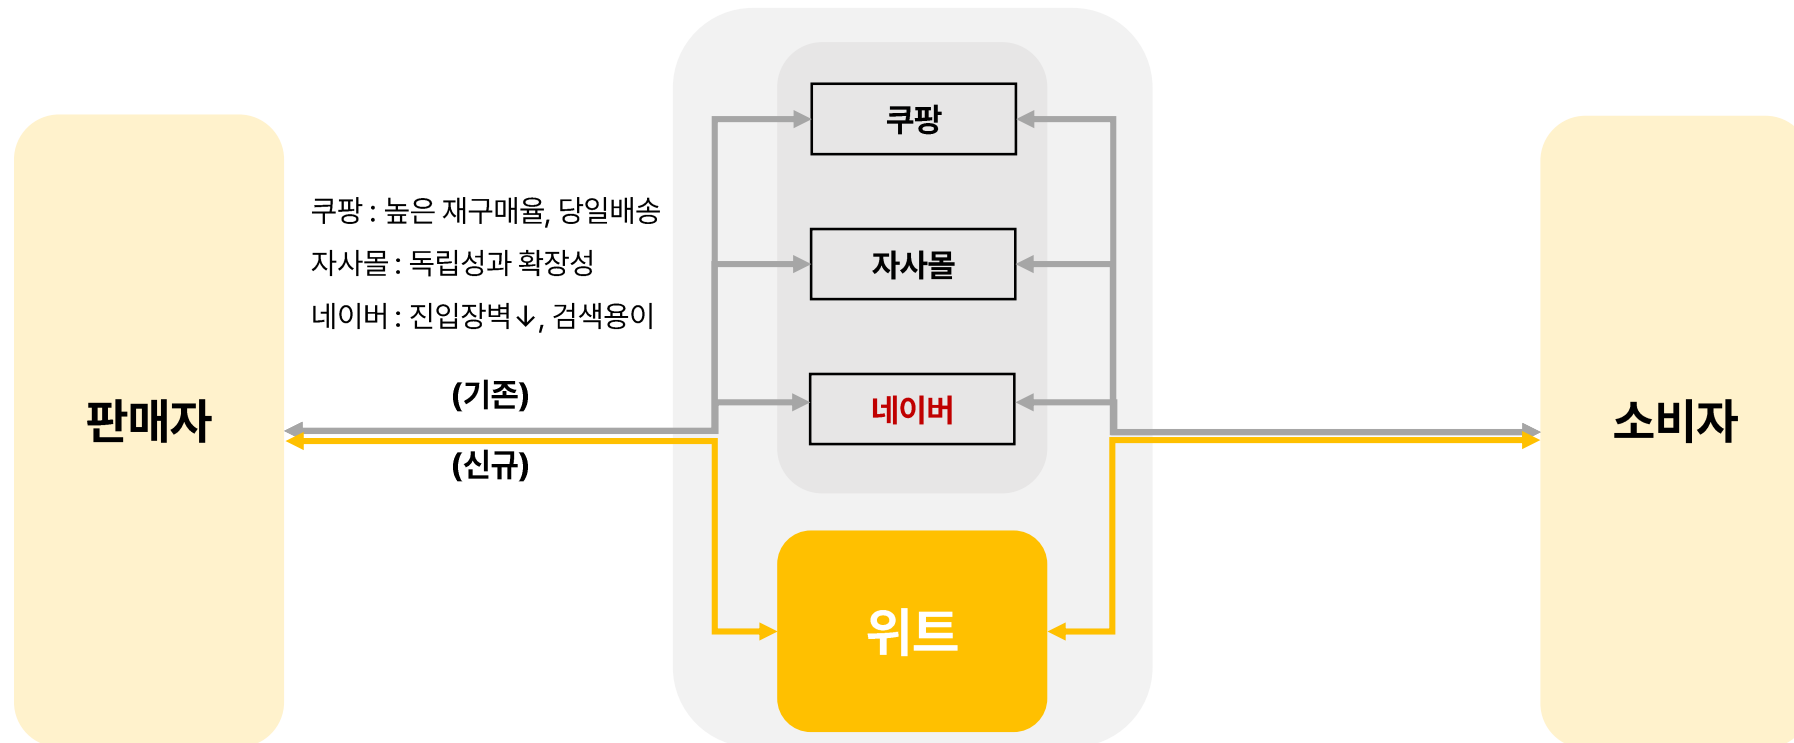 판매자
쿠팡 : 높은 재구매율, 당일배송
자사몰 : 독립성과 확장성
네이버 : 진입장벽↓, 검색용이
(기존)
(신규)
쿠팡
자사몰
네이버
위트
소비자